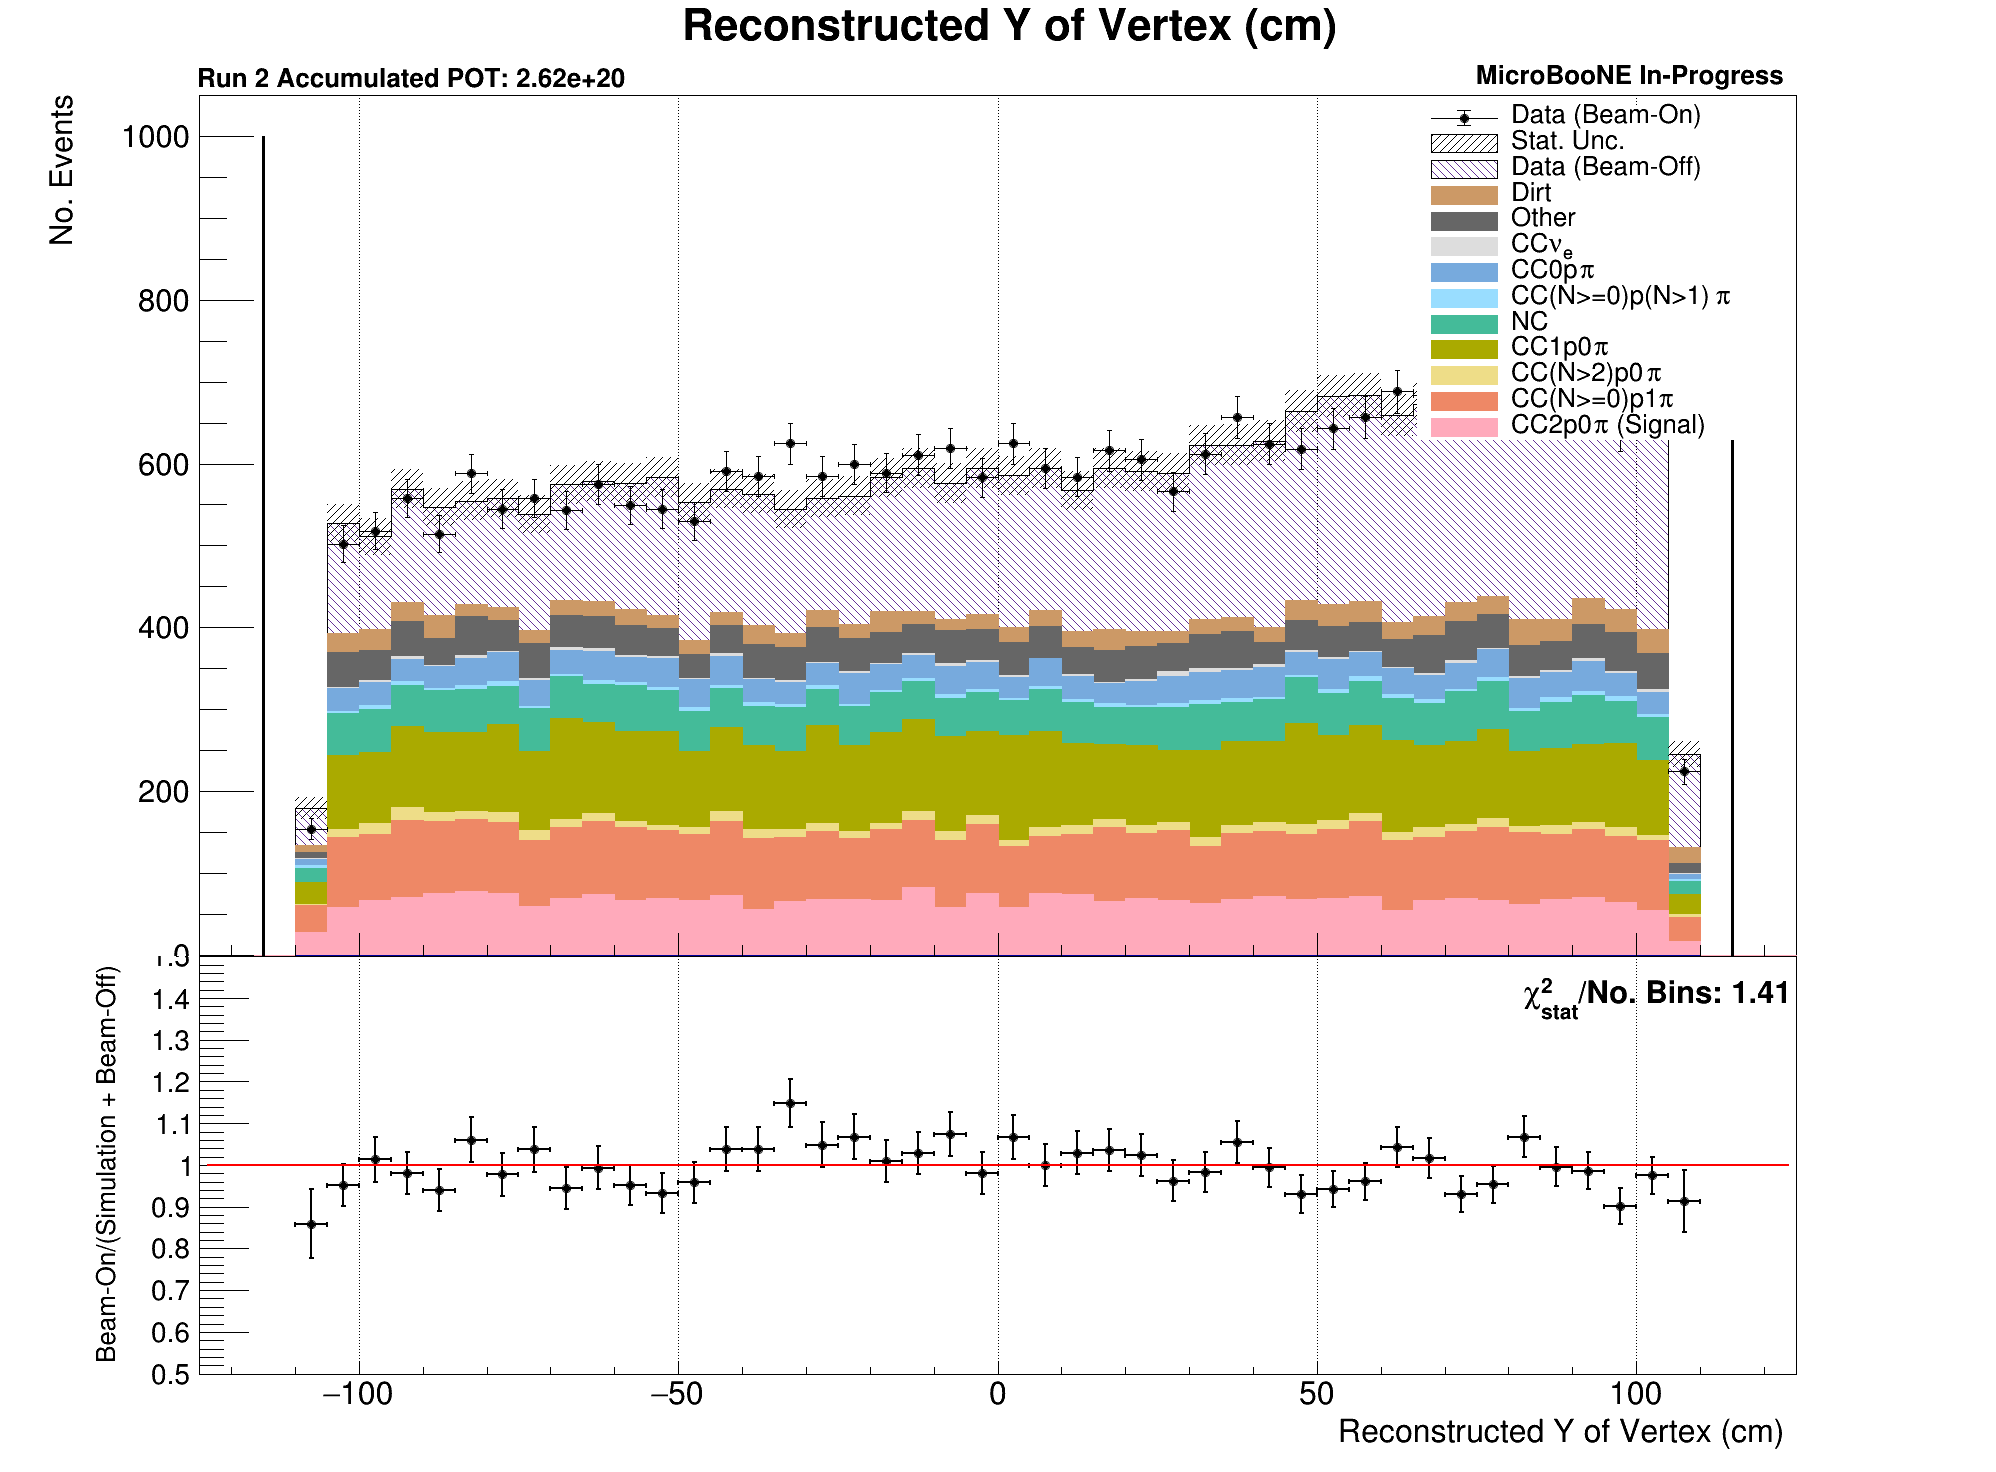 Reconstructed Y of Vertex (cm)
Run 2 Accumulated POT: 2.62e+20
MicroBooNE In-Progress
No. Events
1000
800
600
400
200
0
Data (Beam-On)
Stat. Unc.
Data (Beam-Off)
Dirt
Other
CCνe
CC0pπ
CC(N>=0)p(N>1) π
NC
CC1p0π
CC(N>2)p0π
CC(N>=0)p1π
CC2p0π (Signal)
Beam-On/(Simulation + Beam-Off)
1.5
1.4
1.3
1.2
1.1
1
0.9
0.8
0.7
0.6
0.5
χ²stat/No. Bins: 1.41
−100
−50
0
50
100
Reconstructed Y of Vertex (cm)